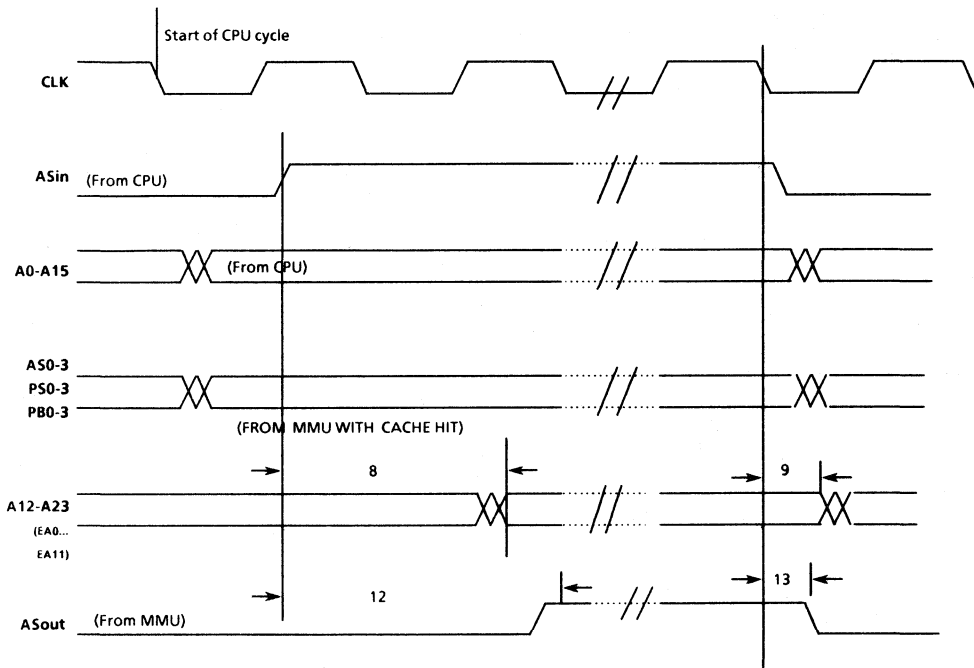 Start of CPU cycle
CLK
ASin (From CPU)
A0-A15 (From CPU)
AS0-3
PS0-3
PB0-3
(FROM MMU WITH CACHE HIT)
8
9
A12-A23
(EA0...
EA11)
12
13
ASout (From MMU)